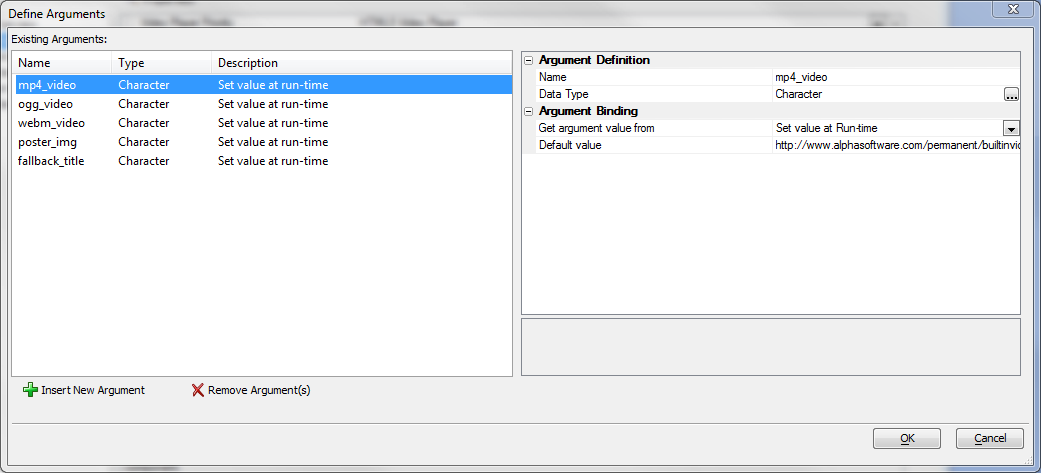 Define Arguments
Existing Arguments:
Name Type Description
mp4_video Character Set value at run-time
ogg_video Character Set value at run-time
webm_video Character Set value at run-time
poster_img Character Set value at run-time
fallback_title Character Set value at run-time
Insert New Argument Remove Argument(s)
Argument Definition
Name mp4_video
Data Type Character ...
Argument Binding
Get argument value from Set value at Run-time
Default value http://www.alphasoftware.com/permanent/builtinvic
OK Cancel